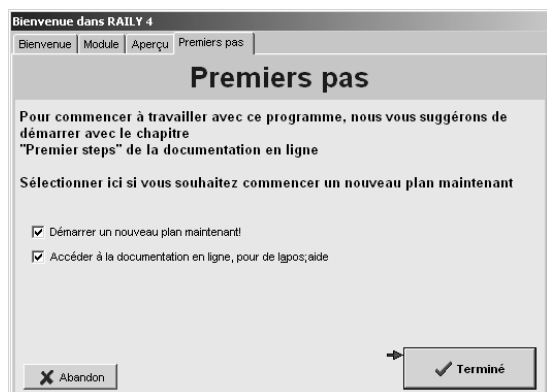 Bienvenue dans RAILY 4
Bienvenue Module Aperçu Premiers pas
Premiers pas
Pour commencer à travailler avec ce programme, nous vous suggérons de
démarrer avec le chapitre
"Premier steps" de la documentation en ligne
Sélectionner ici si vous souhaitez commencer un nouveau plan maintenant
Démarrer un nouveau plan maintenant!
Accéder à la documentation en ligne, pour de lapos;aide
Abandon
Terminé